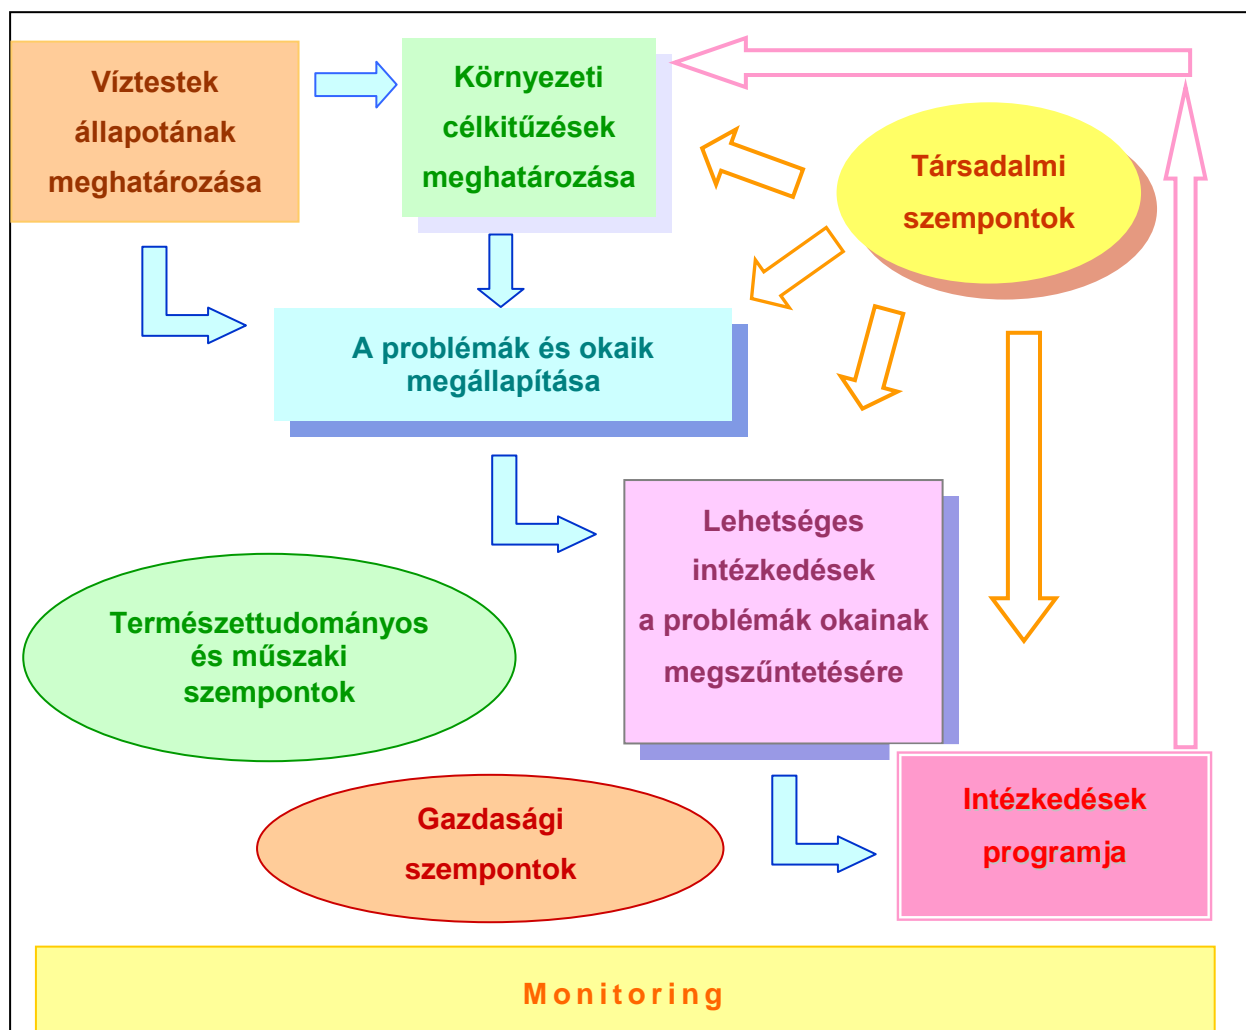 Víztestek
állapotának
meghatározása
Környezeti
célkitűzések
meghatározása
Társadalmi
szempontok
A problémák és okaik
megállapítása
Lehetséges
intézkedések
a problémák okainak
megszűntetésére
Természettudományos
és műszaki
szempontok
Gazdasági
szempontok
Intézkedések
programja
Monitoring